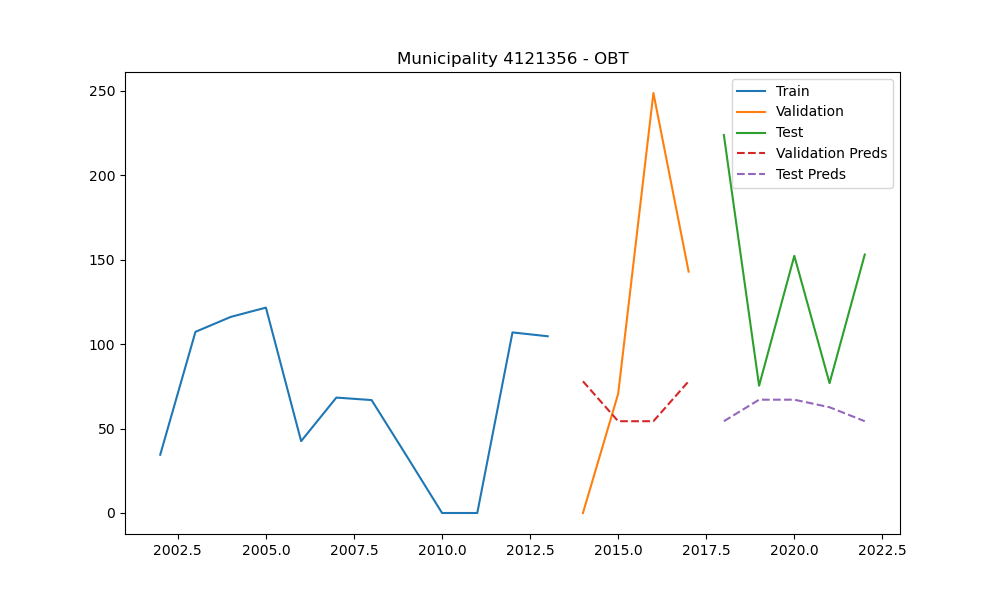 Municipality 4121356 - OBT
Train
Validation
Test
Validation Preds
Test Preds
250
200
150
100
50
0
2002.5 2005.0 2007.5 2010.0 2012.5 2015.0 2017.5 2020.0 2022.5